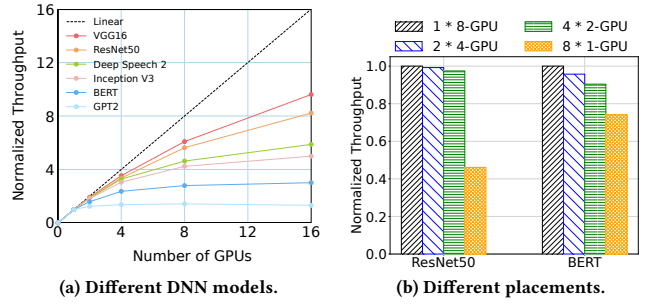 Normalized Throughput
16
12
8
4
0
Linear
VGG16
ResNet50
Deep Speech 2
Inception V3
BERT
GPT2
0 4 8 12 16
Number of GPUs
(a) Different DNN models.
1 * 8-GPU
2 * 4-GPU
4 * 2-GPU
8 * 1-GPU
Normalized Throughput
1.0
0.8
0.6
0.4
0.2
0.0
ResNet50 BERT
(b) Different placements.